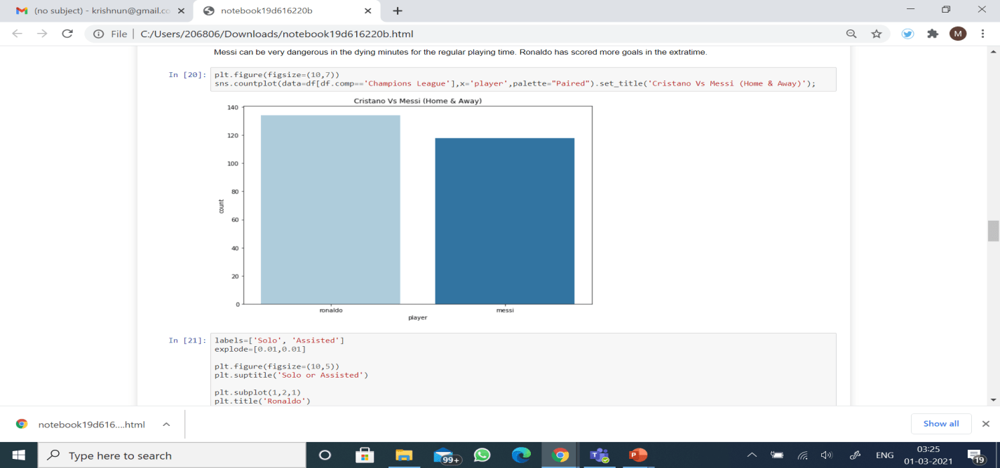 (no subject) - krishnun@gmail.co
notebook19d616220b
File | C:/Users/206806/Downloads/notebook19d616220b.html
M
Messi can be very dangerous in the dying minutes for the regular playing time. Ronaldo has scored more goals in the extratime.
In [20]: plt.figure(figsize=(10,7))
sns.countplot(data=df[df.comp=='Champions League'],x='player',palette="Paired").set_title('Cristano Vs Messi (Home & Away)');
Cristano Vs Messi (Home & Away)
140
120
100
80
60
40
20
0
count
ronaldo messi
player
In [21]: labels=['Solo', 'Assisted']
explode=[0.01,0.01]
plt.figure(figsize=(10,5))
plt.suptitle('Solo or Assisted')
plt.subplot(1,2,1)
plt.title('Ronaldo')
notebook19d616....html
Show all
Type here to search
99+
ENG
03:25
01-03-2021
19